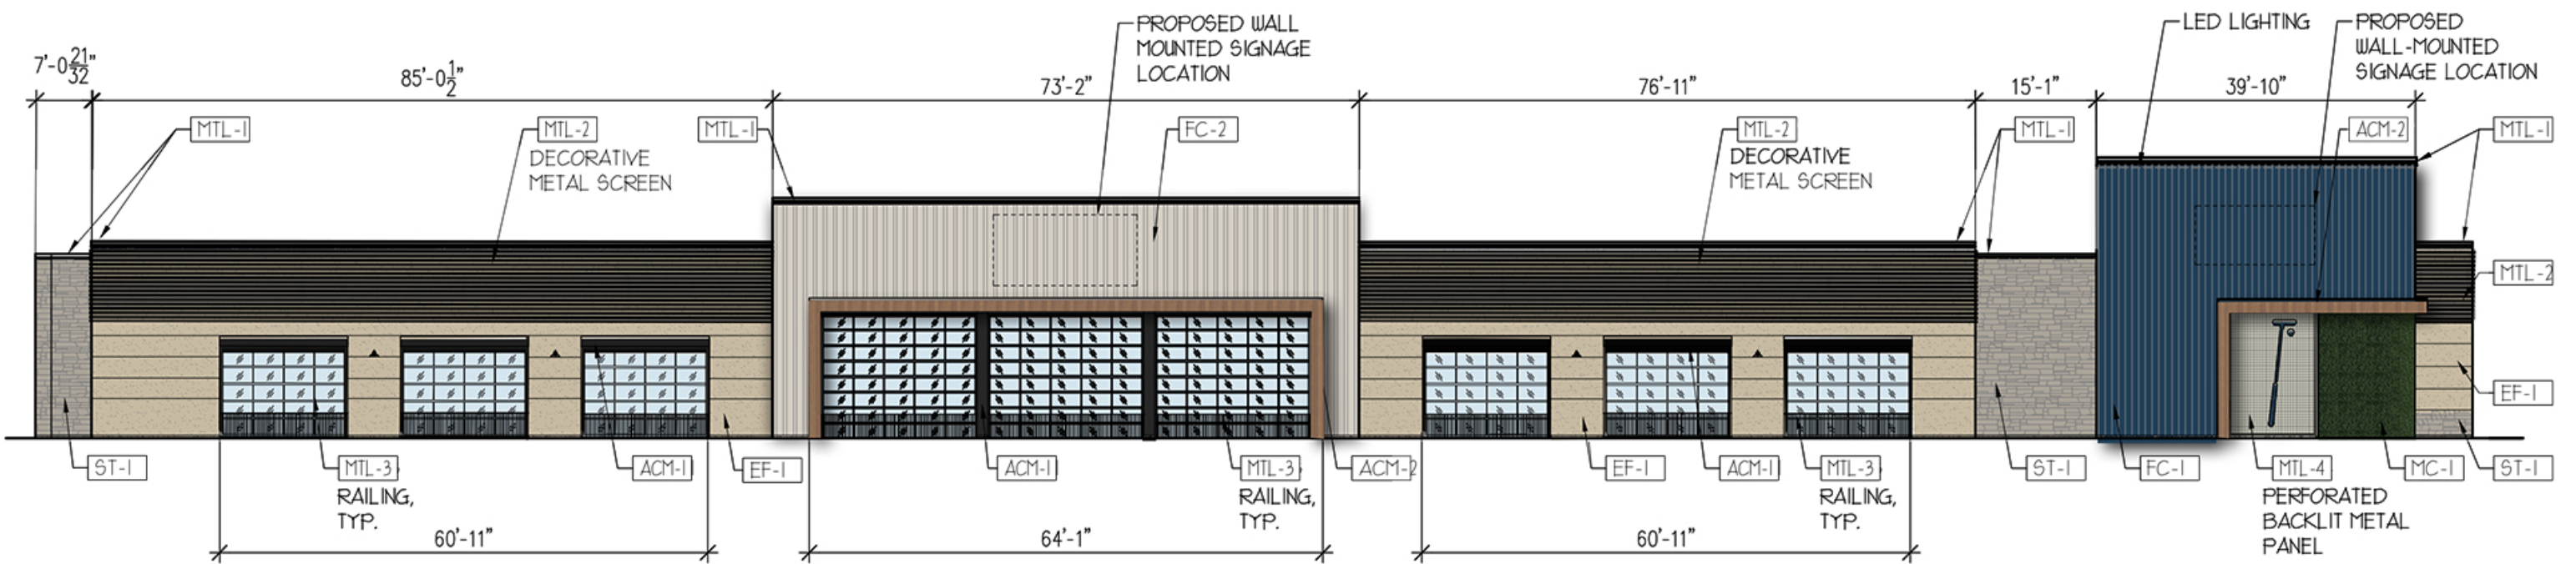 PROPOSED WALL
MOUNTED SIGNAGE
LOCATION
LED LIGHTING
PROPOSED
WALL-MOUNTED
SIGNAGE LOCATION
7'-0 21/32"
85'-0 1/2"
73'-2"
76'-11"
15'-1"
39'-10"
MTL-1
MTL-2
DECORATIVE
METAL SCREEN
MTL-1
FC-2
MTL-2
DECORATIVE
METAL SCREEN
MTL-1
ACM-2
MTL-1
MTL-2
EF-1
ST-1
MTL-3
RAILING,
TYP.
ACM-1
EF-1
ACM-1
MTL-3
RAILING,
TYP.
ACM-2
EF-1
ACM-1
MTL-3
RAILING,
TYP.
ST-1
FC-1
MTL-4
PERFORATED
BACKLIT METAL
PANEL
MC-1
ST-1
60'-11"
64'-1"
60'-11"